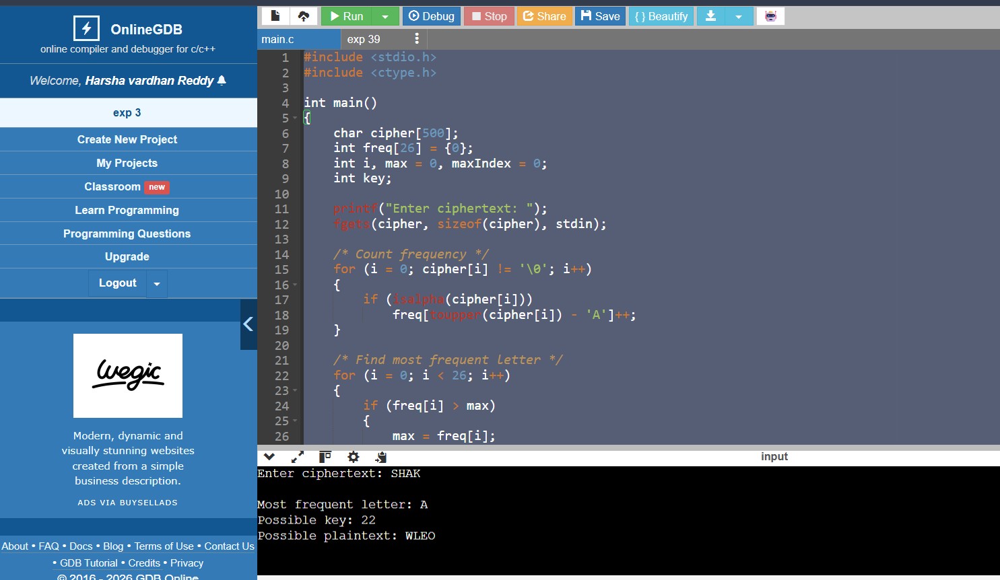 OnlineGDB
online compiler and debugger for c/c++
Welcome, Harsha vardhan Reddy
exp 3
Create New Project
My Projects
Classroom new
Learn Programming
Programming Questions
Upgrade
Logout
wegic
Modern, dynamic and
visually stunning websites
created from a simple
business description.
ADS VIA BUYSELLADS
About • FAQ • Docs • Blog • Terms of Use • Contact Us
• GDB Tutorial • Credits • Privacy
© 2016 - 2026 GDB Online
Run Debug Stop Share Save { } Beautify
main.c exp 39
1 #include <stdio.h>
2 #include <ctype.h>
3
4 int main()
5 {
6 char cipher[500];
7 int freq[26] = {0};
8 int i, max = 0, maxIndex = 0;
9 int key;
10
11 printf("Enter ciphertext: ");
12 fgets(cipher, sizeof(cipher), stdin);
13
14 /* Count frequency */
15 for (i = 0; cipher[i] != '\0'; i++)
16 {
17 if (isalpha(cipher[i]))
18 freq[toupper(cipher[i]) - 'A']++;
19 }
20
21 /* Find most frequent letter */
22 for (i = 0; i < 26; i++)
23 {
24 if (freq[i] > max)
25 {
26 max = freq[i];
input
Enter ciphertext: SHAK
Most frequent letter: A
Possible key: 22
Possible plaintext: WLEO